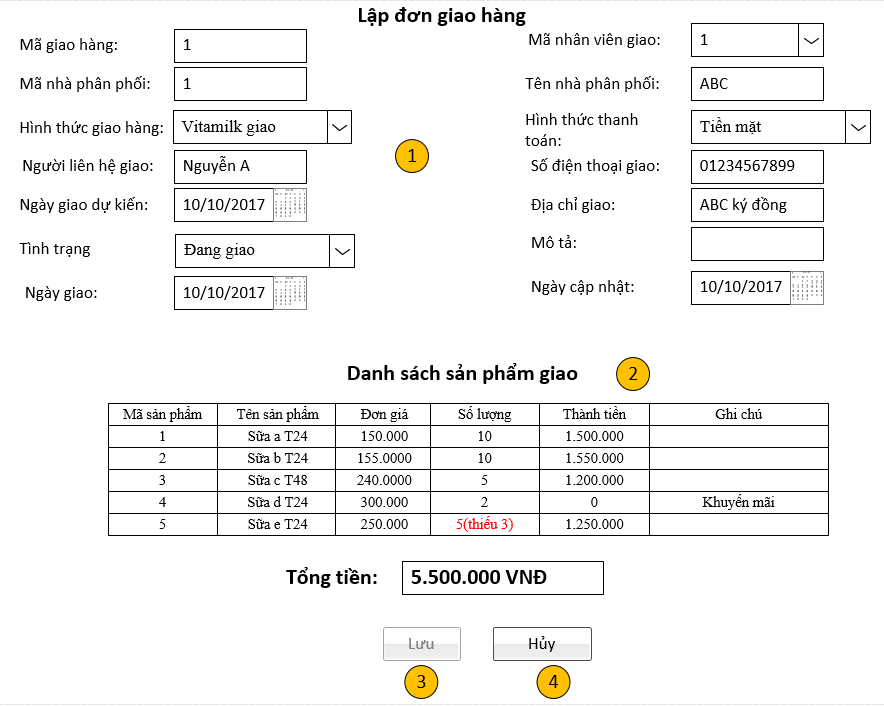 Lập đơn giao hàng
Mã giao hàng: 1 Mã nhân viên giao: 1
Mã nhà phân phối: 1 Tên nhà phân phối: ABC
Hình thức giao hàng: Vitamilk giao Hình thức thanh toán: Tiền mặt
1
Người liên hệ giao: Nguyễn A Số điện thoại giao: 01234567899
Ngày giao dự kiến: 10/10/2017 Địa chỉ giao: ABC ký đồng
Tình trạng Đang giao Mô tả:
Ngày giao: 10/10/2017 Ngày cập nhật: 10/10/2017
Danh sách sản phẩm giao 2
Mã sản phẩm Tên sản phẩm Đơn giá Số lượng Thành tiền Ghi chú
1 Sữa a T24 150.000 10 1.500.000
2 Sữa b T24 155.0000 10 1.550.000
3 Sữa c T48 240.0000 5 1.200.000
4 Sữa d T24 300.000 2 0 Khuyến mãi
5 Sữa e T24 250.000 5(thiếu 3) 1.250.000
Tổng tiền: 5.500.000 VNĐ
Lưu Hủy
3 4